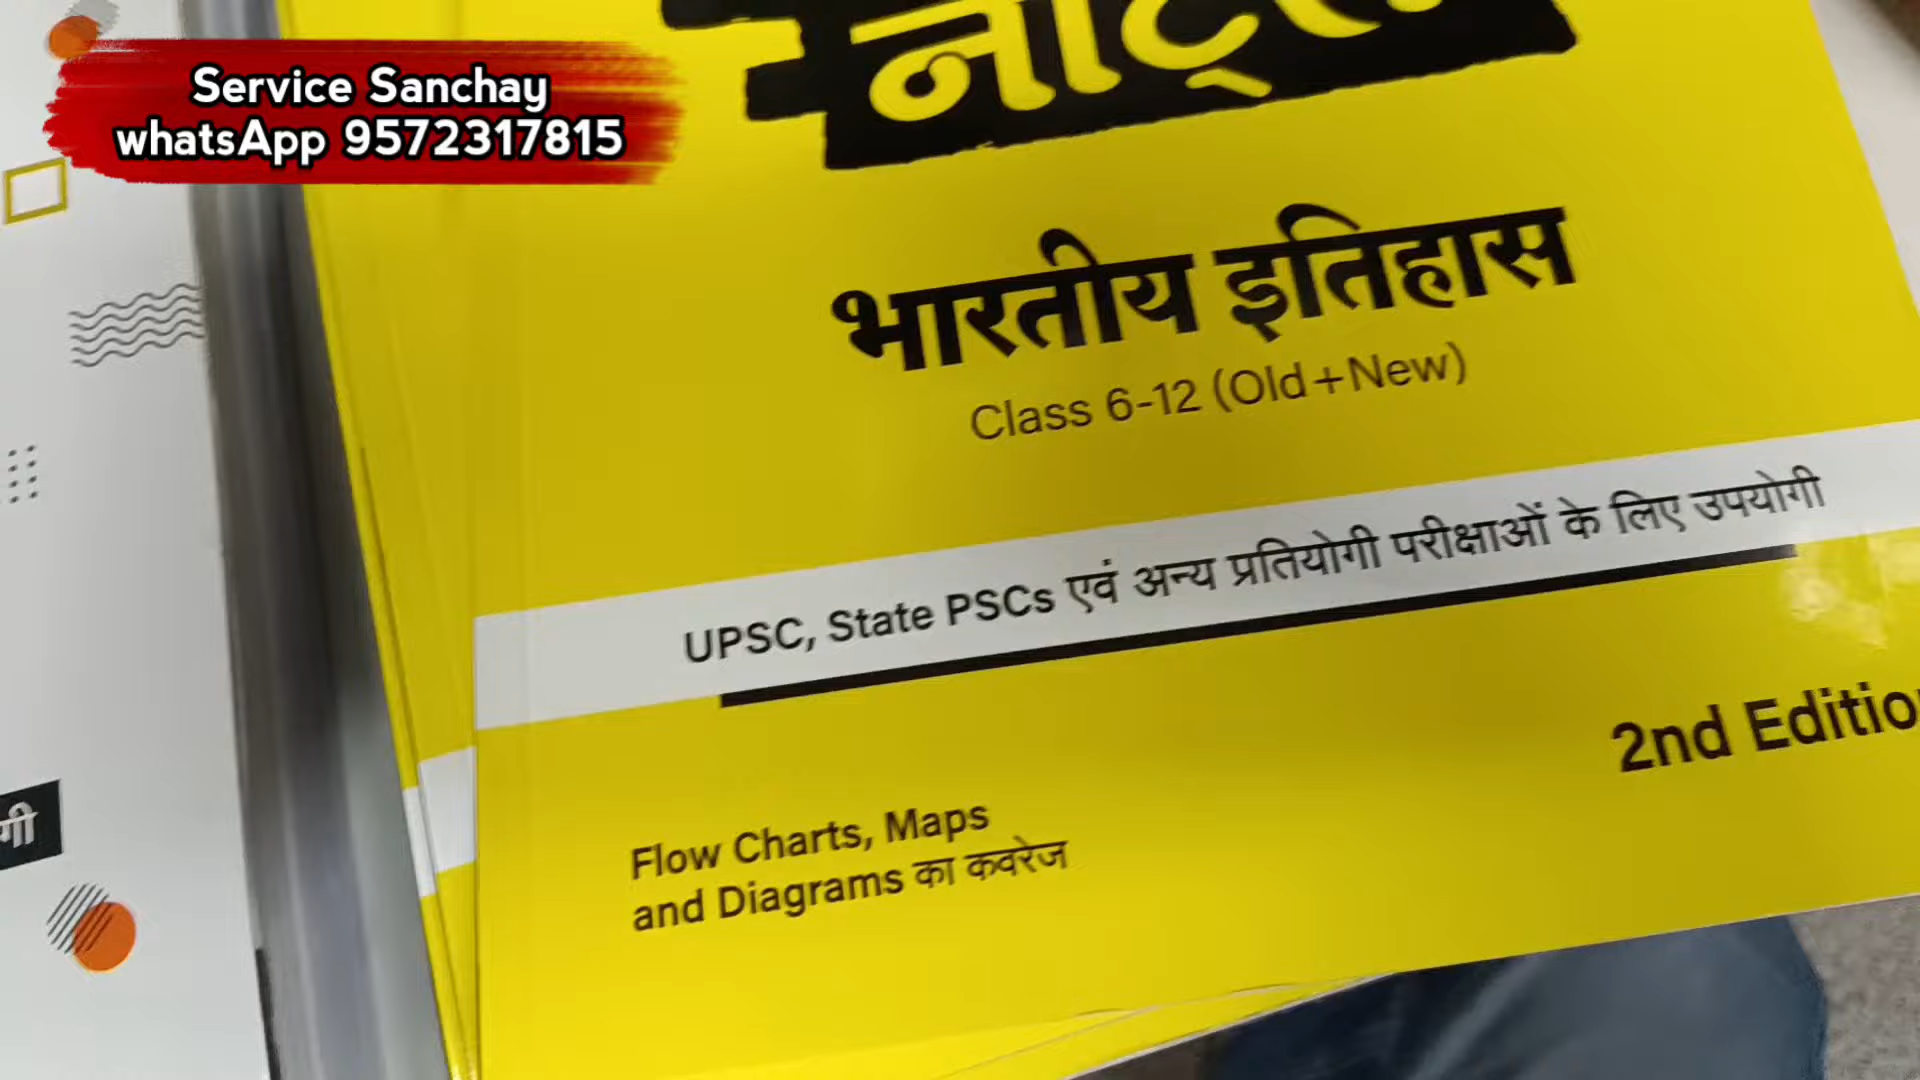 Service Sanchay
whatsApp 9572317815
भारतीय इतिहास
Class 6-12 (Old+New)
UPSC, State PSCs एवं अन्य प्रतियोगी परीक्षाओं के लिए उपयोगी
2nd Editio
Flow Charts, Maps
and Diagrams का कवरेज
गी